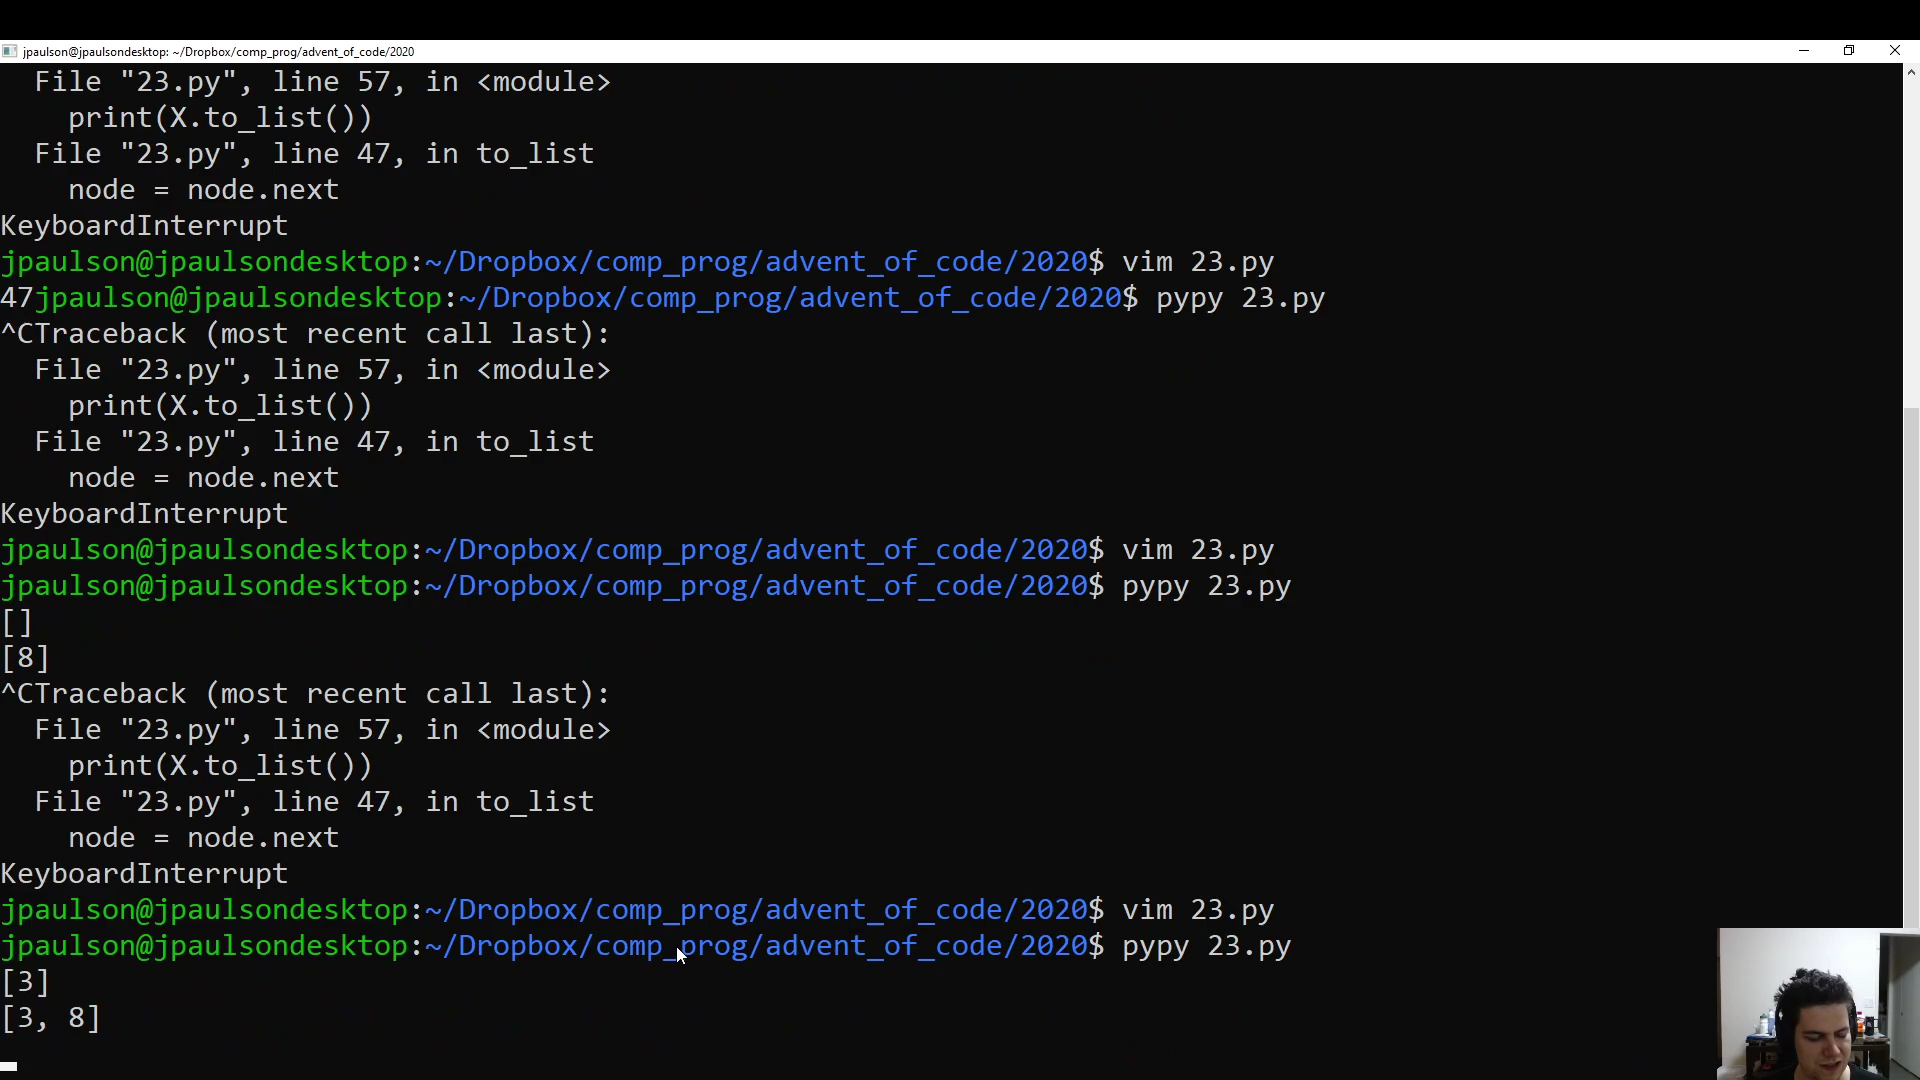 jpaulson@jpaulsondesktop: ~/Dropbox/comp_prog/advent_of_code/2020
  File "23.py", line 57, in <module>
    print(X.to_list())
  File "23.py", line 47, in to_list
    node = node.next
KeyboardInterrupt
jpaulson@jpaulsondesktop:~/Dropbox/comp_prog/advent_of_code/2020$ vim 23.py
47jpaulson@jpaulsondesktop:~/Dropbox/comp_prog/advent_of_code/2020$ pypy 23.py
^CTraceback (most recent call last):
  File "23.py", line 57, in <module>
    print(X.to_list())
  File "23.py", line 47, in to_list
    node = node.next
KeyboardInterrupt
jpaulson@jpaulsondesktop:~/Dropbox/comp_prog/advent_of_code/2020$ vim 23.py
jpaulson@jpaulsondesktop:~/Dropbox/comp_prog/advent_of_code/2020$ pypy 23.py
[]
[8]
^CTraceback (most recent call last):
  File "23.py", line 57, in <module>
    print(X.to_list())
  File "23.py", line 47, in to_list
    node = node.next
KeyboardInterrupt
jpaulson@jpaulsondesktop:~/Dropbox/comp_prog/advent_of_code/2020$ vim 23.py
jpaulson@jpaulsondesktop:~/Dropbox/comp_prog/advent_of_code/2020$ pypy 23.py
[3]
[3, 8]